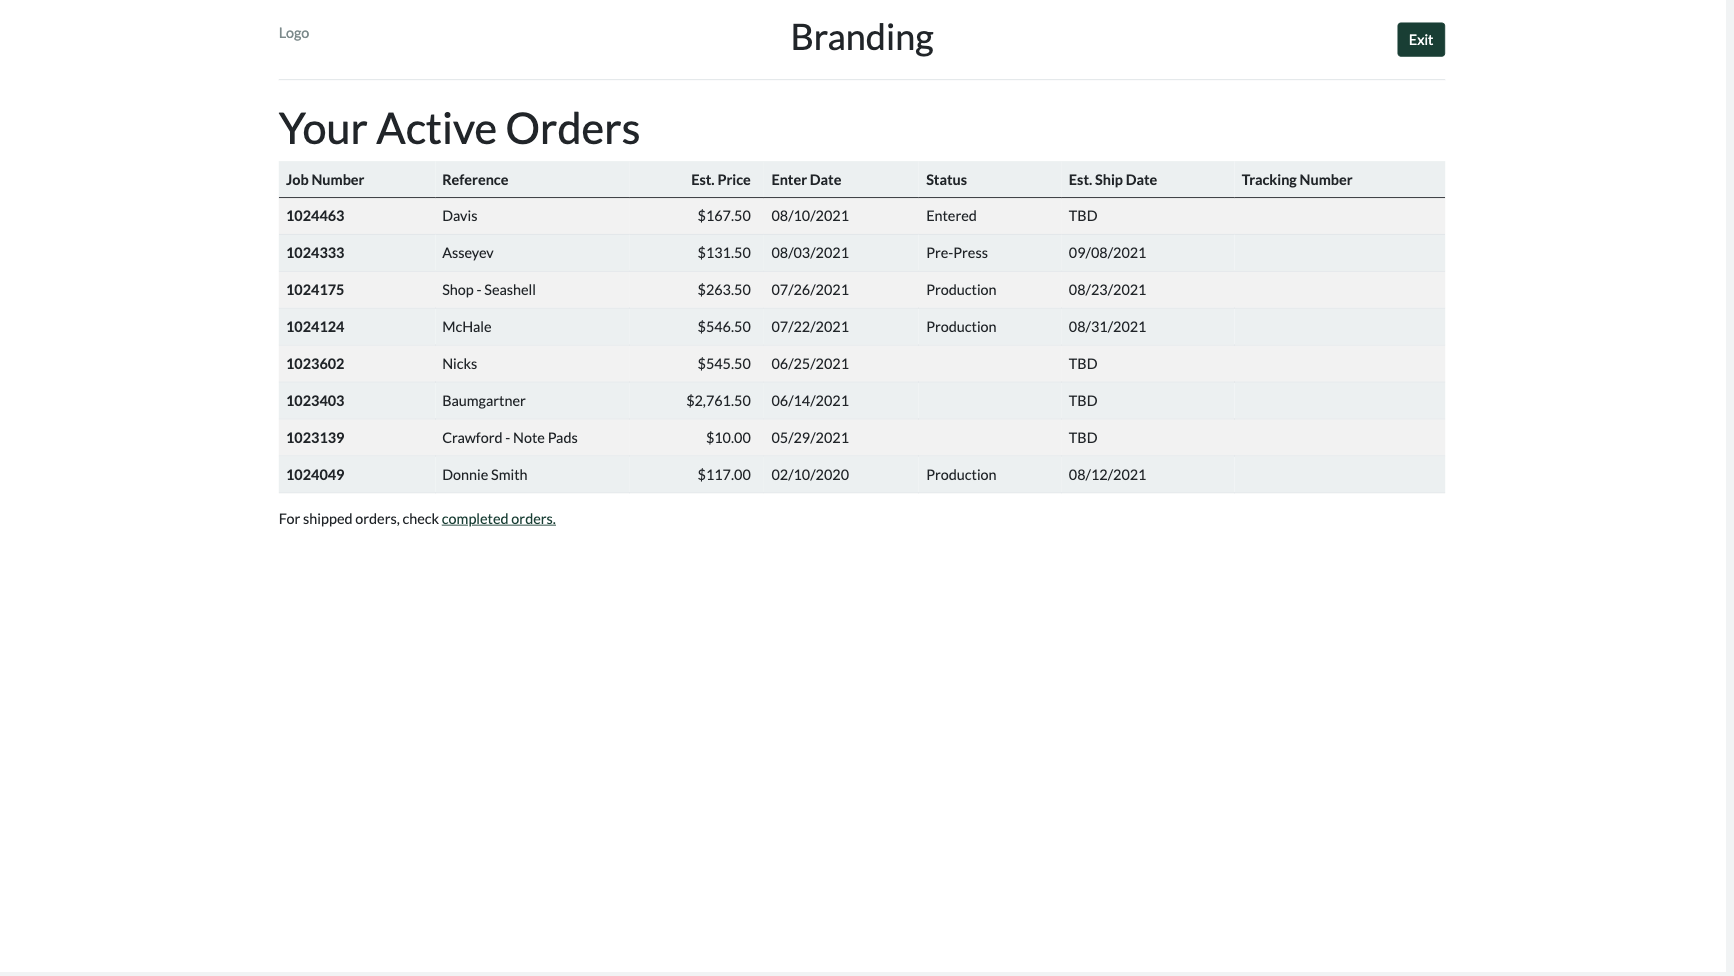 Logo
Branding
Exit
Your Active Orders
Job Number Reference Est. Price Enter Date Status Est. Ship Date Tracking Number
1024463 Davis $167.50 08/10/2021 Entered TBD
1024333 Asseyev $131.50 08/03/2021 Pre-Press 09/08/2021
1024175 Shop - Seashell $263.50 07/26/2021 Production 08/23/2021
1024124 McHale $546.50 07/22/2021 Production 08/31/2021
1023602 Nicks $545.50 06/25/2021 TBD
1023403 Baumgartner $2,761.50 06/14/2021 TBD
1023139 Crawford - Note Pads $10.00 05/29/2021 TBD
1024049 Donnie Smith $117.00 02/10/2020 Production 08/12/2021
For shipped orders, check completed orders.